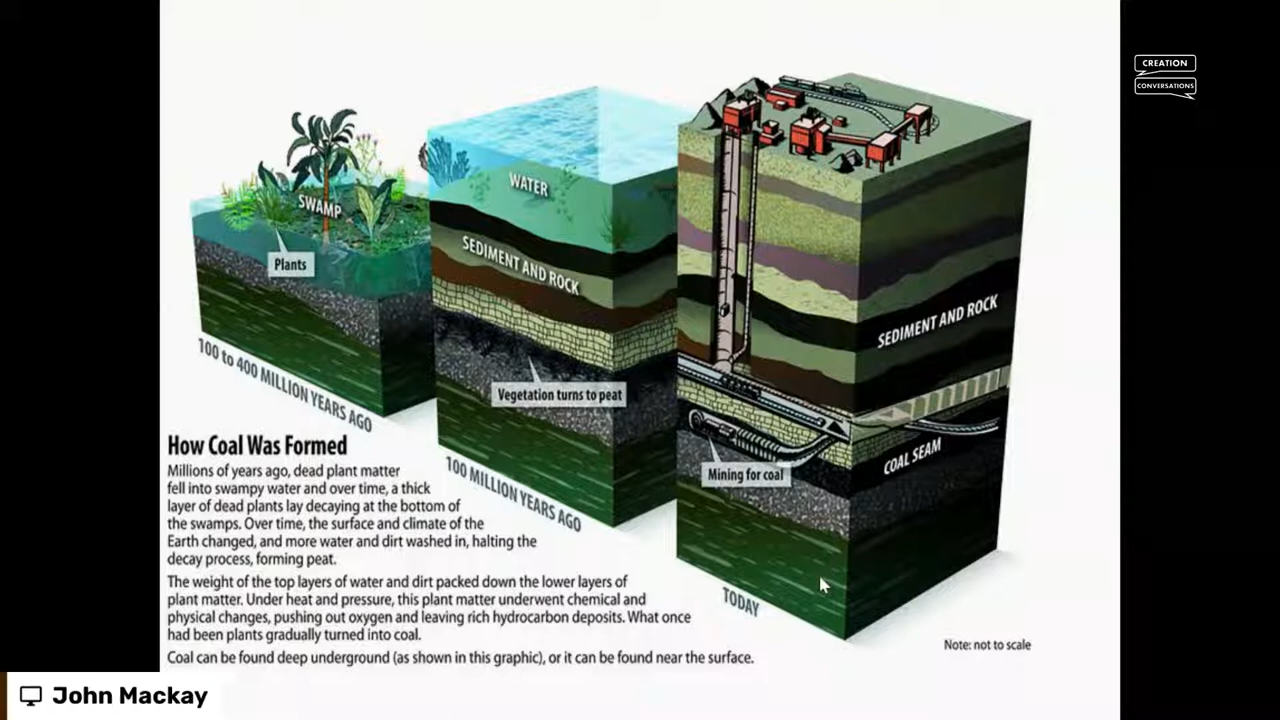 CREATION
CONVERSATIONS
SWAMP
Plants
100 to 400 MILLION YEARS AGO
WATER
SEDIMENT AND ROCK
Vegetation turns to peat
100 MILLION YEARS AGO
SEDIMENT AND ROCK
COAL SEAM
Mining for coal
TODAY
How Coal Was Formed
Millions of years ago, dead plant matter
fell into swampy water and over time, a thick
layer of dead plants lay decaying at the bottom of
the swamps. Over time, the surface and climate of the
Earth changed, and more water and dirt washed in, halting the
decay process, forming peat.
The weight of the top layers of water and dirt packed down the lower layers of
plant matter. Under heat and pressure, this plant matter underwent chemical and
physical changes, pushing out oxygen and leaving rich hydrocarbon deposits. What once
had been plants gradually turned into coal.
Coal can be found deep underground (as shown in this graphic), or it can be found near the surface.
Note: not to scale
John Mackay